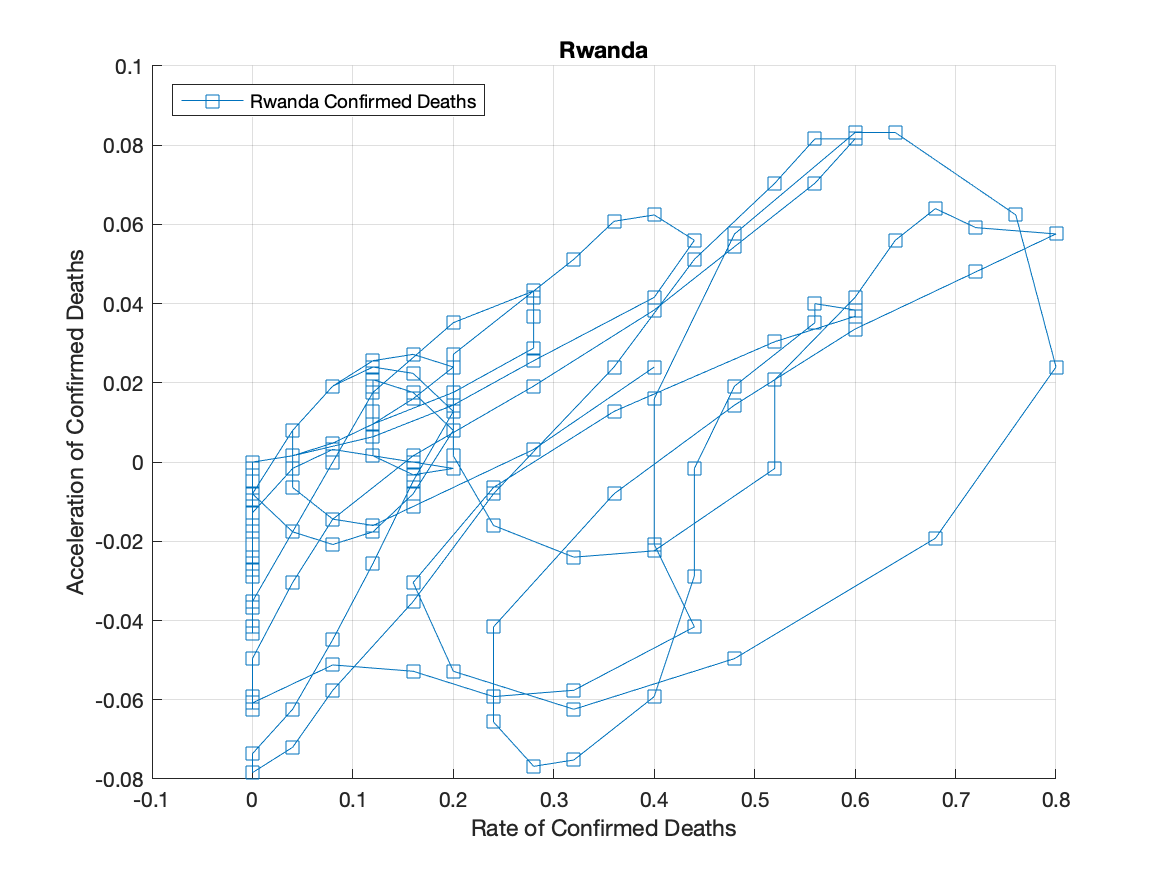 Rwanda
0.1
Rwanda Confirmed Deaths
0.08
0.06
0.04
0.02
0
-0.02
-0.04
-0.06
-0.08
Acceleration of Confirmed Deaths
-0.1 0 0.1 0.2 0.3 0.4 0.5 0.6 0.7 0.8
Rate of Confirmed Deaths